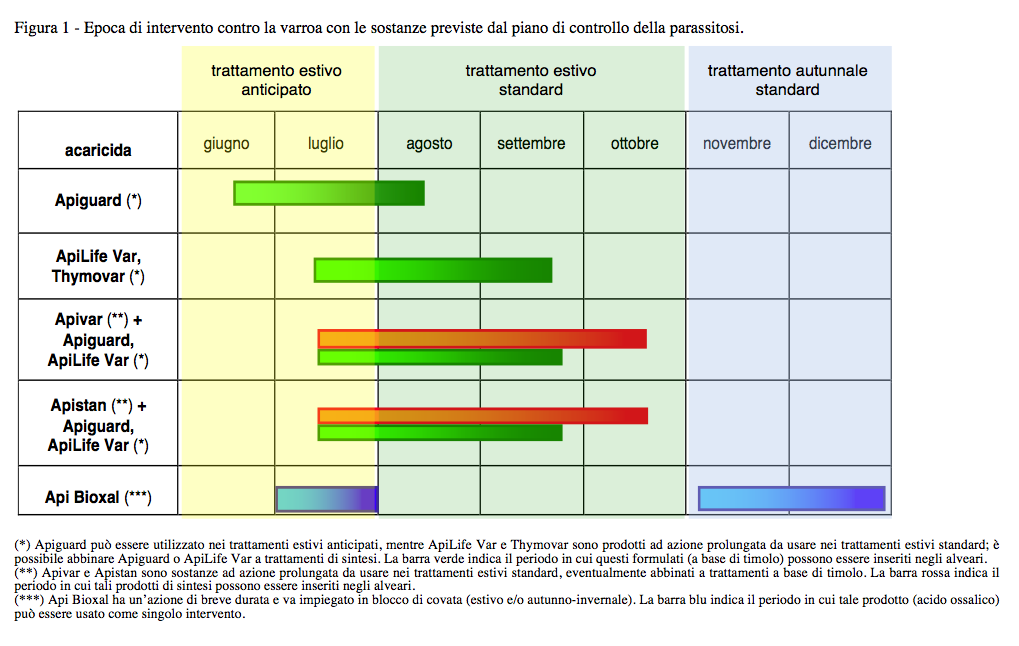 Figura 1 - Epoca di intervento contro la varroa con le sostanze previste dal piano di controllo della parassitosi.
trattamento estivo
anticipato
trattamento estivo
standard
trattamento autunnale
standard
acaricida
giugno
luglio
agosto
settembre
ottobre
novembre
dicembre
Apiguard (*)
ApiLife Var,
Thymovar (*)
Apivar (**) +
Apiguard,
ApiLife Var (*)
Apistan (**) +
Apiguard,
ApiLife Var (*)
Api Bioxal (***)
(*) Apiguard può essere utilizzato nei trattamenti estivi anticipati, mentre ApiLife Var e Thymovar sono prodotti ad azione prolungata da usare nei trattamenti estivi standard; è
possibile abbinare Apiguard o ApiLife Var a trattamenti di sintesi. La barra verde indica il periodo in cui questi formulati (a base di timolo) possono essere inseriti negli alveari.
(**) Apivar e Apistan sono sostanze ad azione prolungata da usare nei trattamenti estivi standard, eventualmente abbinati a trattamenti a base di timolo. La barra rossa indica il
periodo in cui tali prodotti di sintesi possono essere inseriti negli alveari.
(***) Api Bioxal ha un'azione di breve durata e va impiegato in blocco di covata (estivo e/o autunno-invernale). La barra blu indica il periodo in cui tale prodotto (acido ossalico)
può essere usato come singolo intervento.